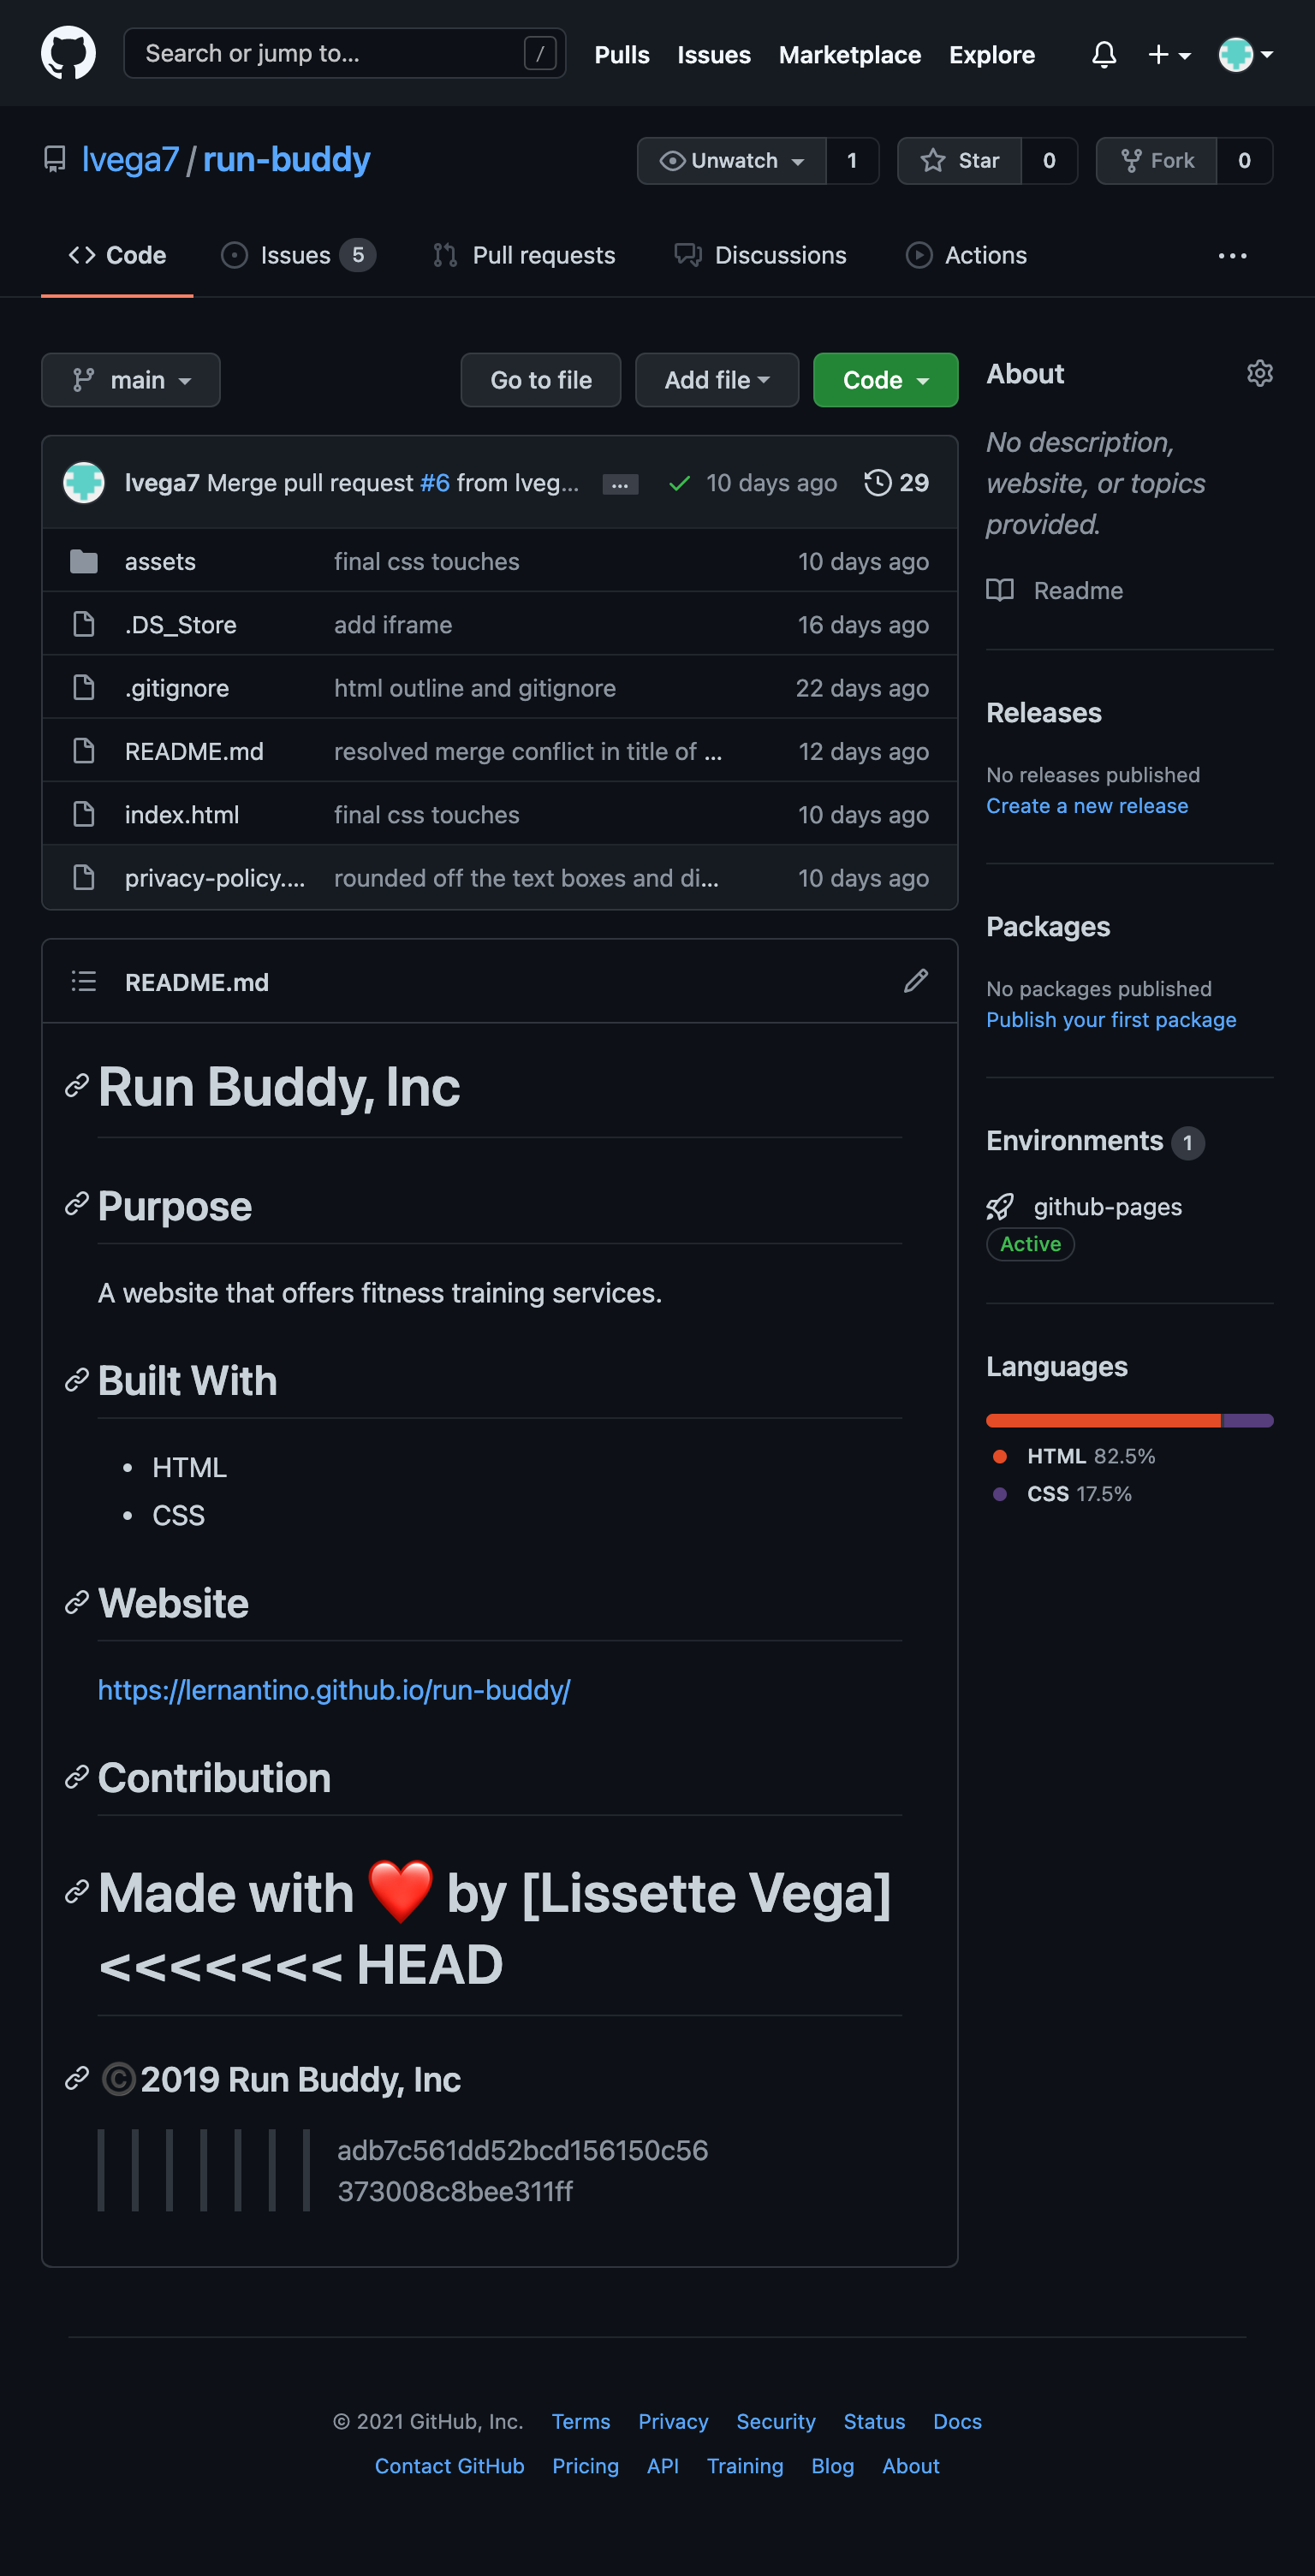 Search or jump to... /
Pulls Issues Marketplace Explore
lvega7 / run-buddy
Unwatch 1 Star 0 Fork 0
Code Issues 5 Pull requests Discussions Actions ...
main Go to file Add file Code
lvega7 Merge pull request #6 from lveg... ... 10 days ago 29
assets final css touches 10 days ago
.DS_Store add iframe 16 days ago
.gitignore html outline and gitignore 22 days ago
README.md resolved merge conflict in title of ... 12 days ago
index.html final css touches 10 days ago
privacy-policy.... rounded off the text boxes and di... 10 days ago
README.md
Run Buddy, Inc
Purpose
A website that offers fitness training services.
Built With
• HTML
• CSS
Website
https://lernantino.github.io/run-buddy/
Contribution
Made with ❤️ by [Lissette Vega]
<<<<<<< HEAD
©️2019 Run Buddy, Inc
adb7c561dd52bcd156150c56
373008c8bee311ff
About
No description,
website, or topics
provided.
Readme
Releases
No releases published
Create a new release
Packages
No packages published
Publish your first package
Environments 1
github-pages
Active
Languages
HTML 82.5%
CSS 17.5%
© 2021 GitHub, Inc. Terms Privacy Security Status Docs
Contact GitHub Pricing API Training Blog About